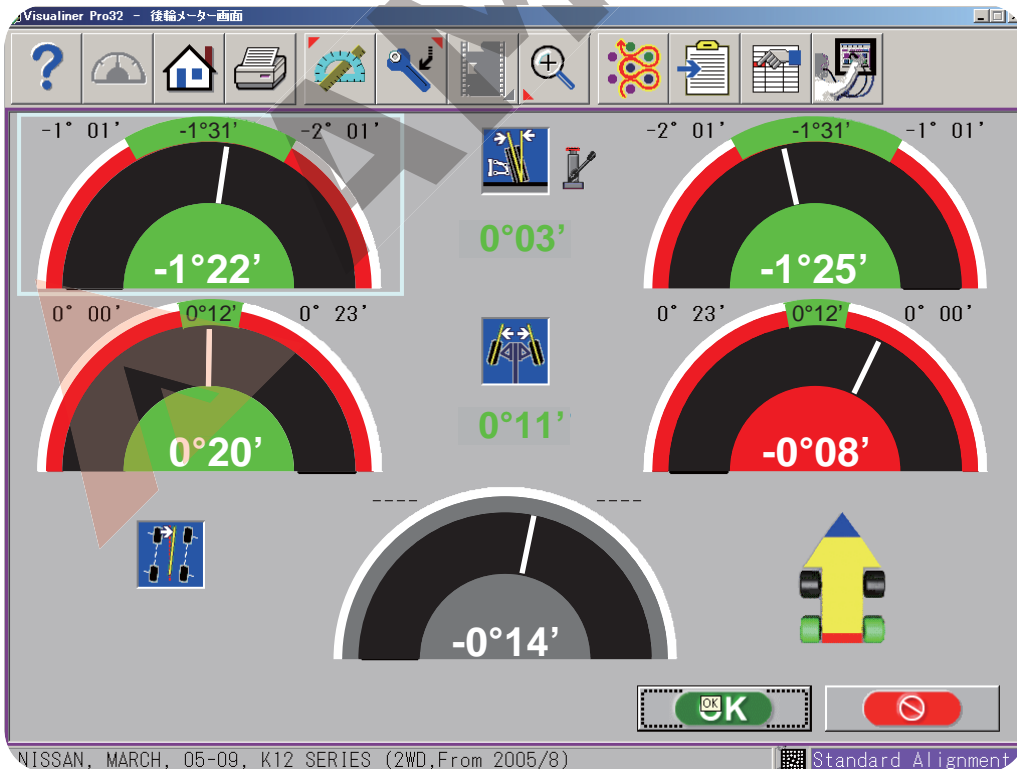 Visualiner Pro32 - 後輪メーター画面
-1° 01’ -1°31’ -2° 01’
-2° 01’ -1°31’ -1° 01’
0°03’
-1°22’
-1°25’
0° 00’ 0°12’ 0° 23’
0° 23’ 0°12’ 0° 00’
0°11’
0°20’
-0°08’
---- ----
-0°14’
OK
OK
NISSAN, MARCH, 05-09, K12 SERIES (2WD,From 2005/8)
Standard Alignment